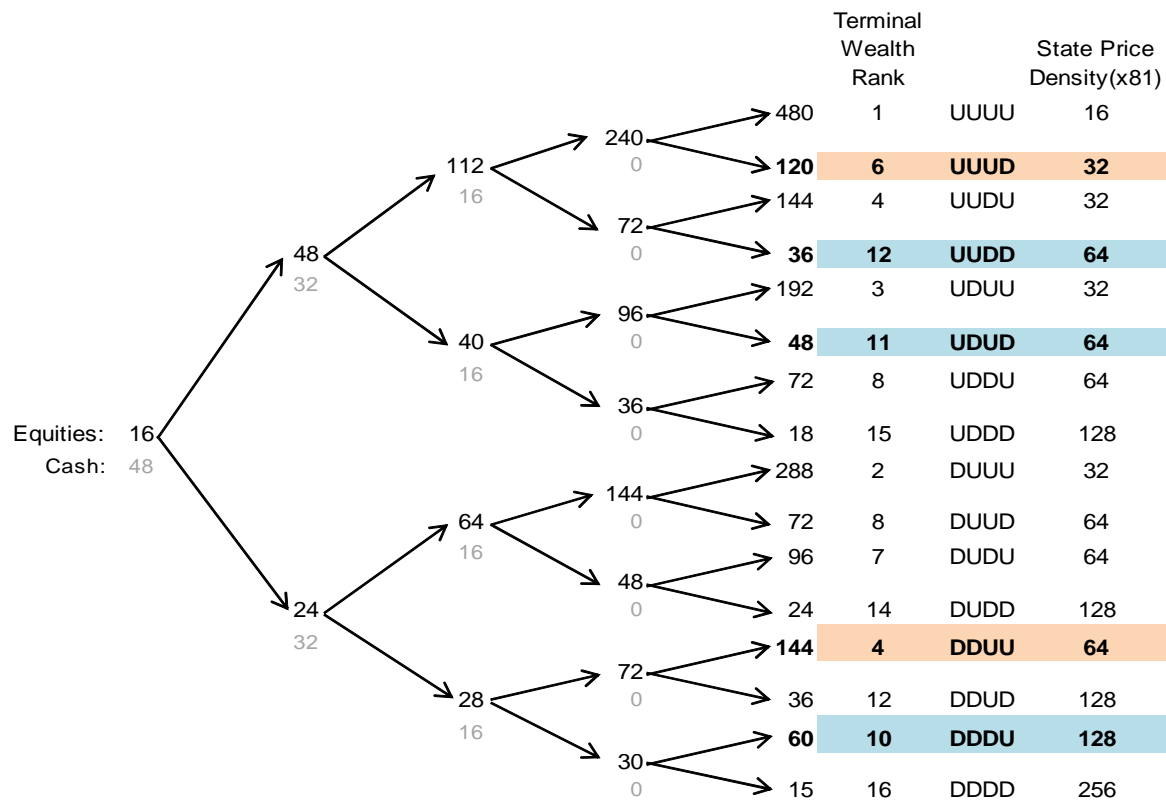 Terminal
Wealth State Price
Rank Density(x81)
480 1 UUUU 16
240
0
120 6 UUUD 32
112
16
144 4 UUDU 32
72
0
48
32
36 12 UUDD 64
192 3 UDUU 32
96
0
40
16
48 11 UDUD 64
72 8 UDDU 64
36
0
Equities: 16
18 15 UDDD 128
Cash: 48
288 2 DUUU 32
144
0
64
16
72 8 DUUD 64
96 7 DUDU 64
48
0
24
32
24 14 DUDD 128
144 4 DDUU 64
72
0
28
16
36 12 DDUD 128
60 10 DDDU 128
30
0
15 16 DDDD 256